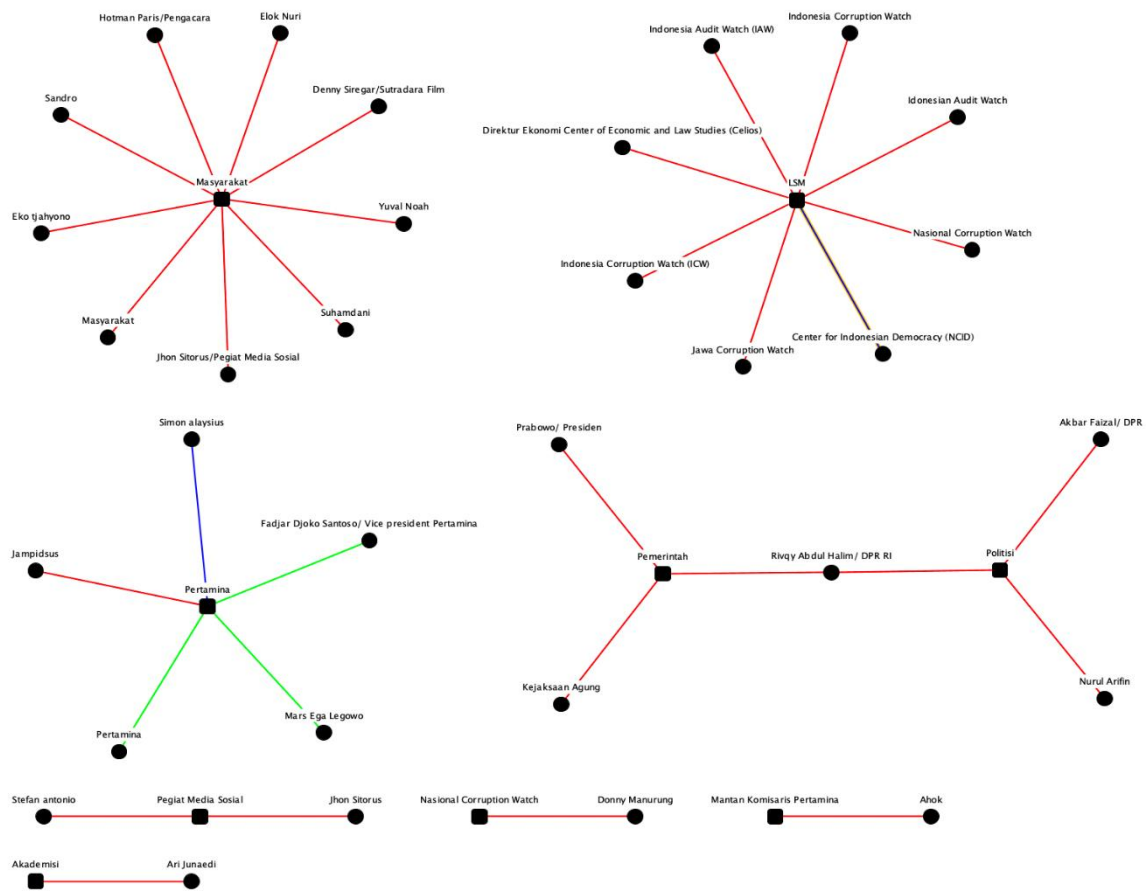 Hotman Paris/Pengacara
Elok Nuri
Sandro
Denny Siregar/Sutradara Film
Masyarakat
Eko tjahyono
Yuval Noah
Masyarakat
Suhamdani
Jhon Sitorus/Pegiat Media Sosial
Indonesia Audit Watch (IAW)
Indonesia Corruption Watch
Idonesian Audit Watch
Direktur Ekonomi Center of Economic and Law Studies (Celios)
LSM
Nasional Corruption Watch
Indonesia Corruption Watch (ICW)
Center for Indonesian Democracy (NCID)
Jawa Corruption Watch
Simon alaysius
Fadjar Djoko Santoso/ Vice president Pertamina
Jampidsus
Pertamina
Mars Ega Legowo
Pertamina
Prabowo/ Presiden
Akbar Faizal/ DPR
Pemerintah
Rivqy Abdul Halim/ DPR RI
Politisi
Kejaksaan Agung
Nurul Arifin
Stefan antonio
Pegiat Media Sosial
Jhon Sitorus
Nasional Corruption Watch
Donny Manurung
Mantan Komisaris Pertamina
Ahok
Akademisi
Ari Junaedi